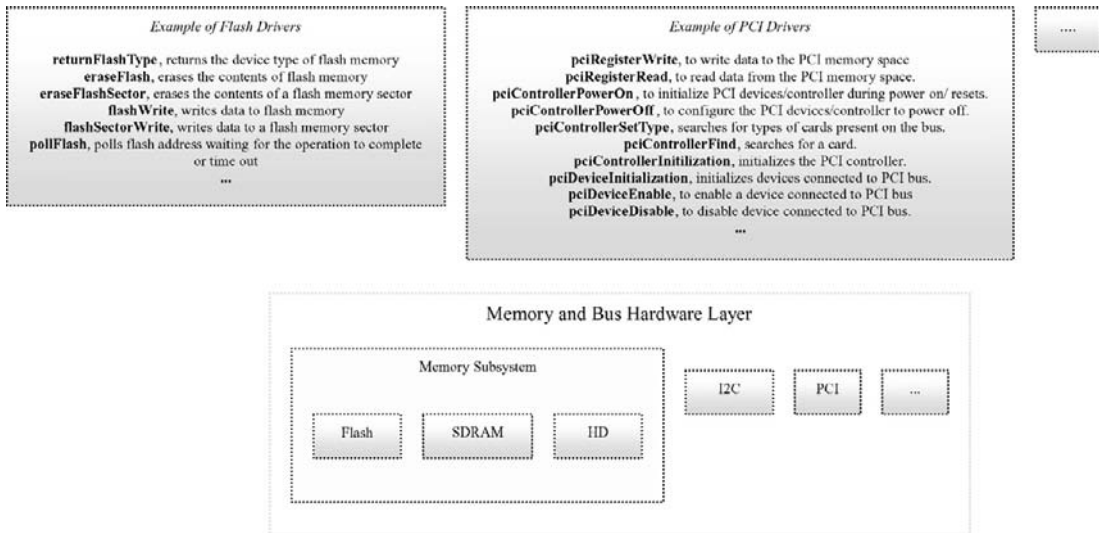 Example of Flash Drivers
returnFlashType, returns the device type of flash memory
eraseFlash, erases the contents of flash memory
eraseFlashSector, erases the contents of a flash memory sector
flashWrite, writes data to flash memory
flashSectorWrite, writes data to a flash memory sector
pollFlash, polls flash address waiting for the operation to complete
or time out
...
Example of PCI Drivers
pciRegisterWrite, to write data to the PCI memory space
pciRegisterRead, to read data from the PCI memory space.
pciControllerPowerOn, to initialize PCI devices/controller during power on/ resets.
pciControllerPowerOff, to configure the PCI devices/controller to power off.
pciControllerSetType, searches for types of cards present on the bus.
pciControllerFind, searches for a card.
pciControllerInitilization, initializes the PCI controller.
pciDeviceInitialization, initializes devices connected to PCI bus.
pciDeviceEnable, to enable a device connected to PCI bus
pciDeviceDisable, to disable device connected to PCI bus.
...
....
Memory and Bus Hardware Layer
Memory Subsystem
Flash
SDRAM
HD
I2C
PCI
...